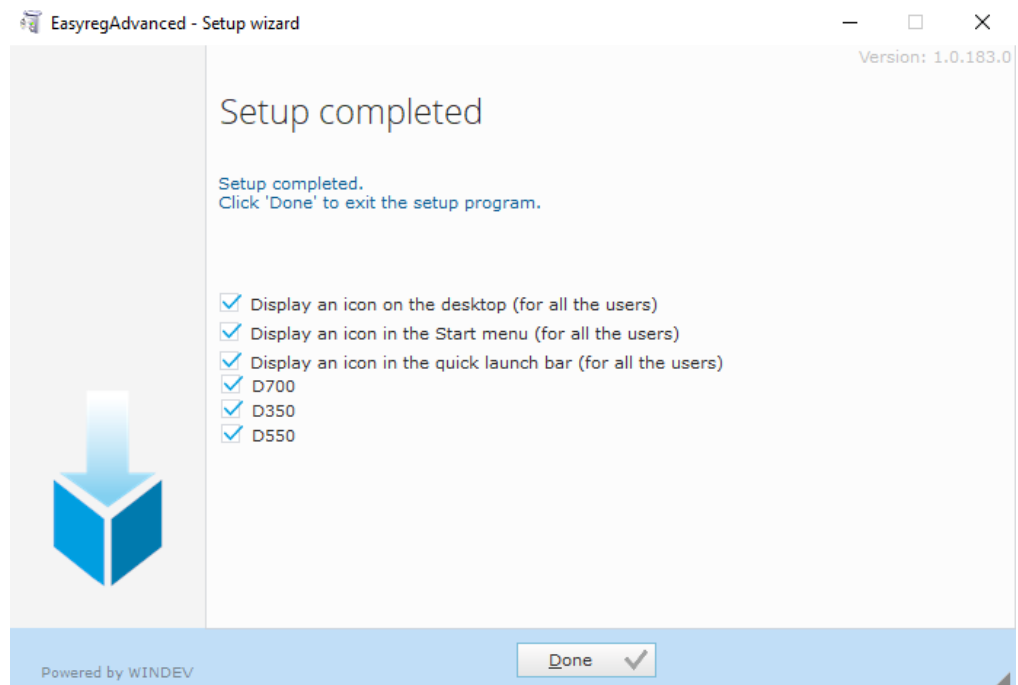 EasyregAdvanced - Setup wizard
Version: 1.0.183.0
Setup completed
Setup completed.
Click 'Done' to exit the setup program.
Display an icon on the desktop (for all the users)
Display an icon in the Start menu (for all the users)
Display an icon in the quick launch bar (for all the users)
D700
D350
D550
Done
Powered by WINDEV